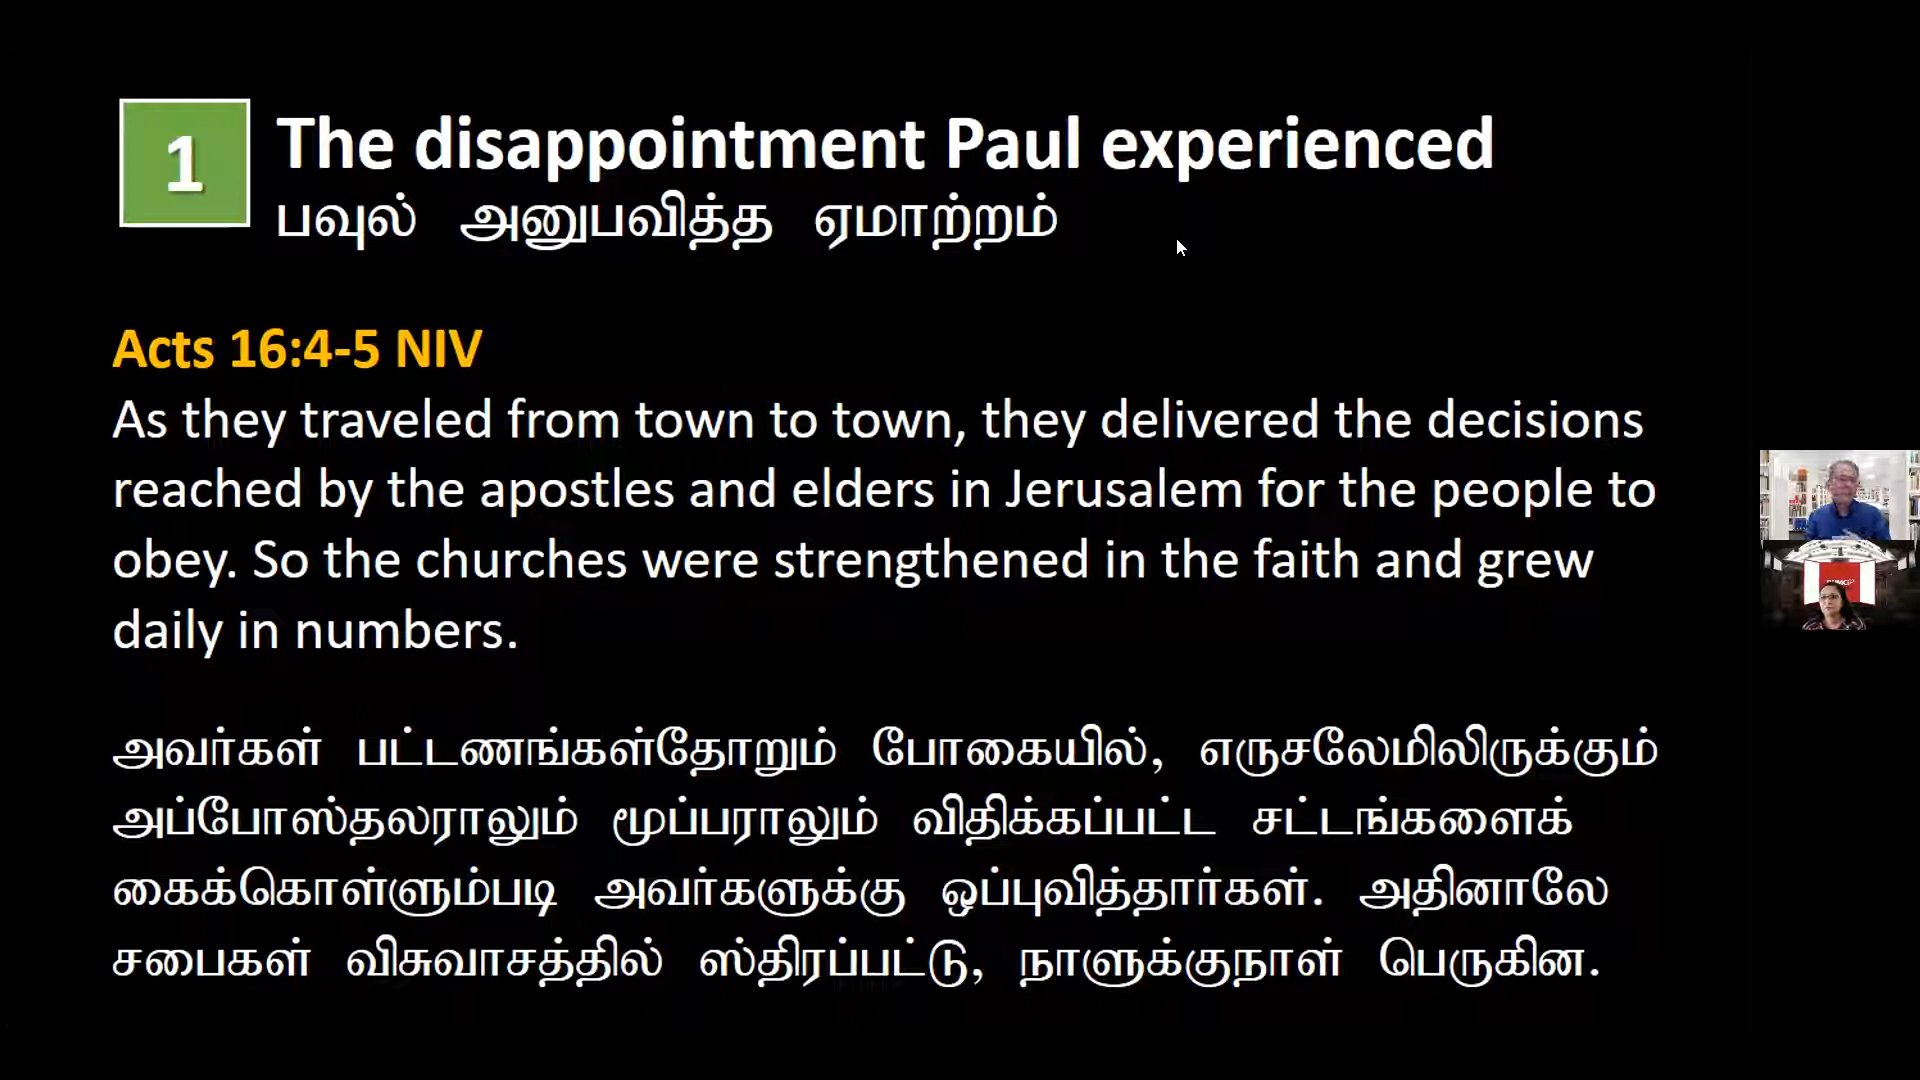 1
The disappointment Paul experienced
பவுல் அனுபவித்த ஏமாற்றம்
Acts 16:4-5 NIV
As they traveled from town to town, they delivered the decisions
reached by the apostles and elders in Jerusalem for the people to
obey. So the churches were strengthened in the faith and grew
daily in numbers.
அவர்கள் பட்டணங்கள்தோறும் போகையில், எருசலேமிலிருக்கும்
அப்போஸ்தலராலும் மூப்பராலும் விதிக்கப்பட்ட சட்டங்களைக்
கைக்கொள்ளும்படி அவர்களுக்கு ஒப்புவித்தார்கள். அதினாலே
சபைகள் விசுவாசத்தில் ஸ்திரப்பட்டு, நாளுக்குநாள் பெருகின.